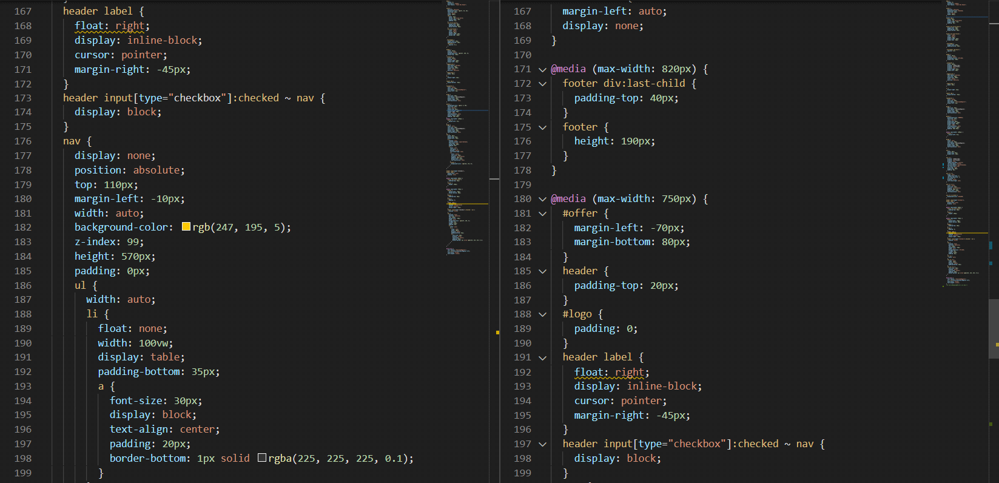 167 header label {
168 float: right;
169 display: inline-block;
170 cursor: pointer;
171 margin-right: -45px;
172 }
173 header input[type="checkbox"]:checked ~ nav {
174 display: block;
175 }
176 nav {
177 display: none;
178 position: absolute;
179 top: 110px;
180 margin-left: -10px;
181 width: auto;
182 background-color: rgb(247, 195, 5);
183 z-index: 99;
184 height: 570px;
185 padding: 0px;
186 ul {
187 width: auto;
188 li {
189 float: none;
190 width: 100vw;
191 display: table;
192 padding-bottom: 35px;
193 a {
194 font-size: 30px;
195 display: block;
196 text-align: center;
197 padding: 20px;
198 border-bottom: 1px solid rgba(225, 225, 225, 0.1);
199 }
167 margin-left: auto;
168 display: none;
169 }
170
171 @media (max-width: 820px) {
172 footer div:last-child {
173 padding-top: 40px;
174 }
175 footer {
176 height: 190px;
177 }
178 }
179
180 @media (max-width: 750px) {
181 #offer {
182 margin-left: -70px;
183 margin-bottom: 80px;
184 }
185 header {
186 padding-top: 20px;
187 }
188 #logo {
189 padding: 0;
190 }
191 header label {
192 float: right;
193 display: inline-block;
194 cursor: pointer;
195 margin-right: -45px;
196 }
197 header input[type="checkbox"]:checked ~ nav {
198 display: block;
199 }